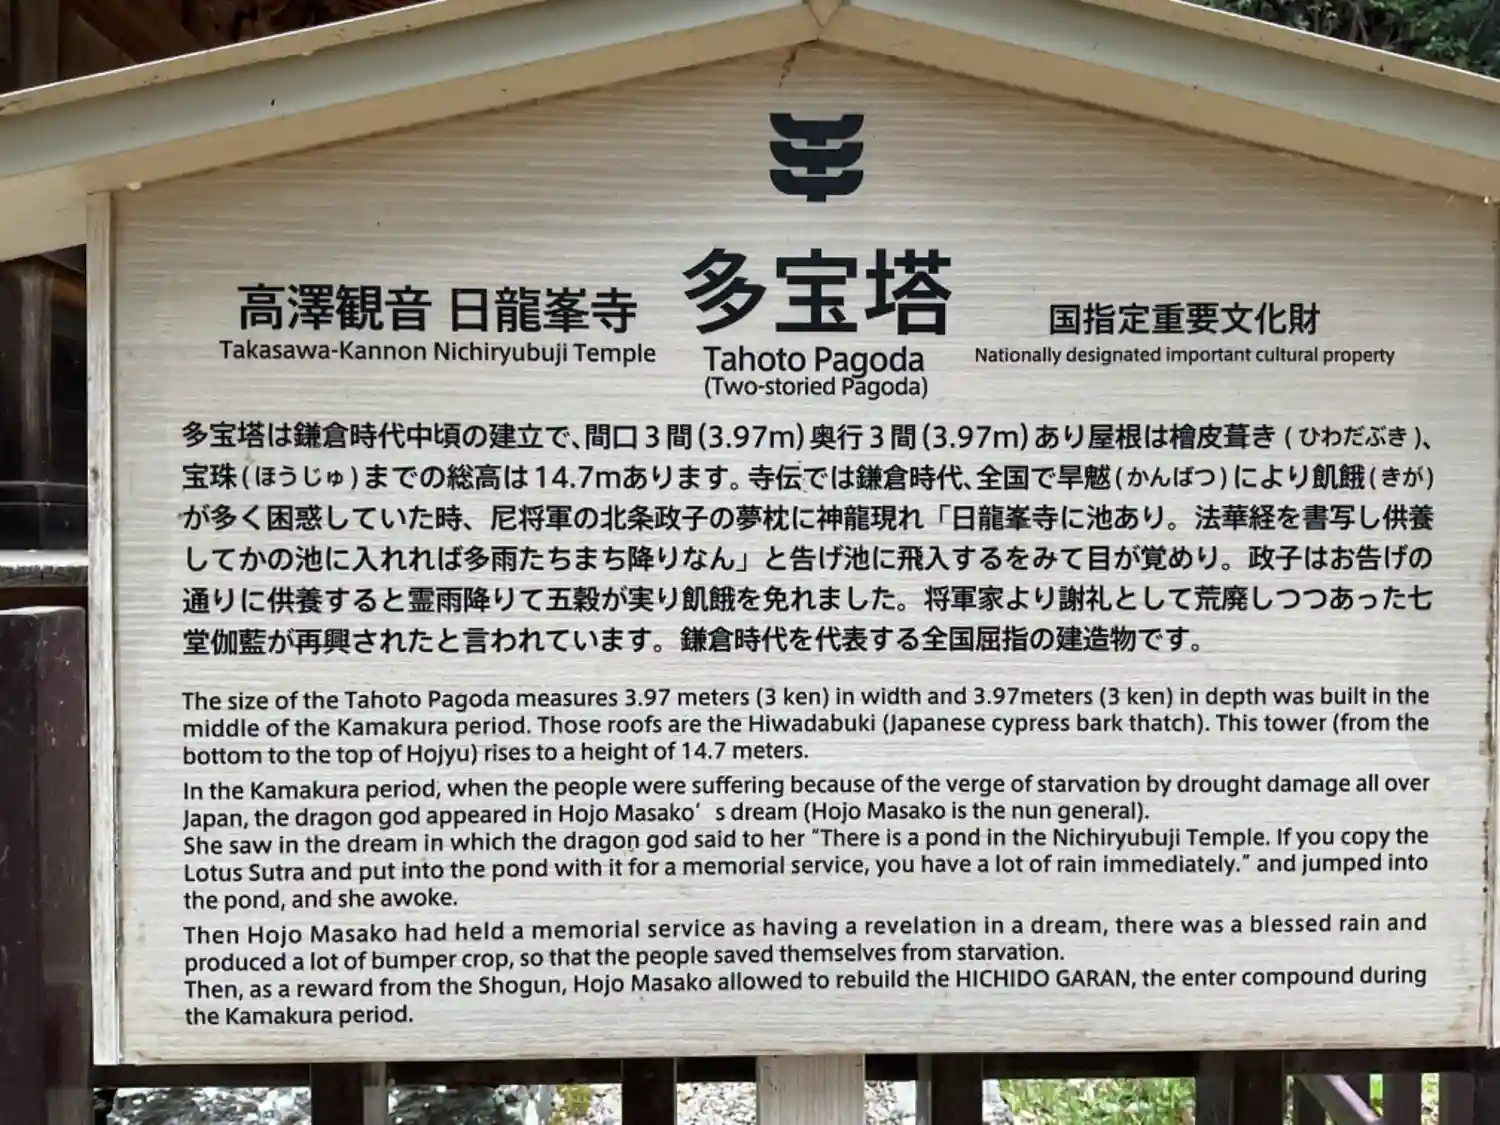 多宝塔
Tahoto Pagoda
(Two-storied Pagoda)
高澤観音 日龍峯寺
Takasawa-Kannon Nichiryubuji Temple
国指定重要文化財
Nationally designated important cultural property
多宝塔は鎌倉時代中頃の建立で、間口3間(3.97m)奥行3間(3.97m)あり屋根は檜皮葺き(ひわだぶき)、
宝珠(ほうじゅ)までの総高は14.7mあります。寺伝では鎌倉時代、全国で旱魃(かんばつ)により飢餓(きが)
が多く困惑していた時、尼将軍の北条政子の夢枕に神龍現れ「日龍峯寺に池あり。法華経を書写し供養
してかの池に入れれば多雨たちまち降りなん」と告げ池に飛入するをみて目が覚めり。政子はお告げの
通りに供養すると霊雨降りて五穀が実り飢餓を免れました。将軍家より謝礼として荒廃しつつあった七
堂伽藍が再興されたと言われています。鎌倉時代を代表する全国屈指の建造物です。
The size of the Tahoto Pagoda measures 3.97 meters (3 ken) in width and 3.97meters (3 ken) in depth was built in the
middle of the Kamakura period. Those roofs are the Hiwadabuki (Japanese cypress bark thatch). This tower (from the
bottom to the top of Hojyu) rises to a height of 14.7 meters.
In the Kamakura period, when the people were suffering because of the verge of starvation by drought damage all over
Japan, the dragon god appeared in Hojo Masako’s dream (Hojo Masako is the nun general).
She saw in the dream in which the dragon god said to her “There is a pond in the Nichiryubuji Temple. If you copy the
Lotus Sutra and put into the pond with it for a memorial service, you have a lot of rain immediately.” and jumped into
the pond, and she awoke.
Then Hojo Masako had held a memorial service as having a revelation in a dream, there was a blessed rain and
produced a lot of bumper crop, so that the people saved themselves from starvation.
Then, as a reward from the Shogun, Hojo Masako allowed to rebuild the HICHIDO GARAN, the enter compound during
the Kamakura period.